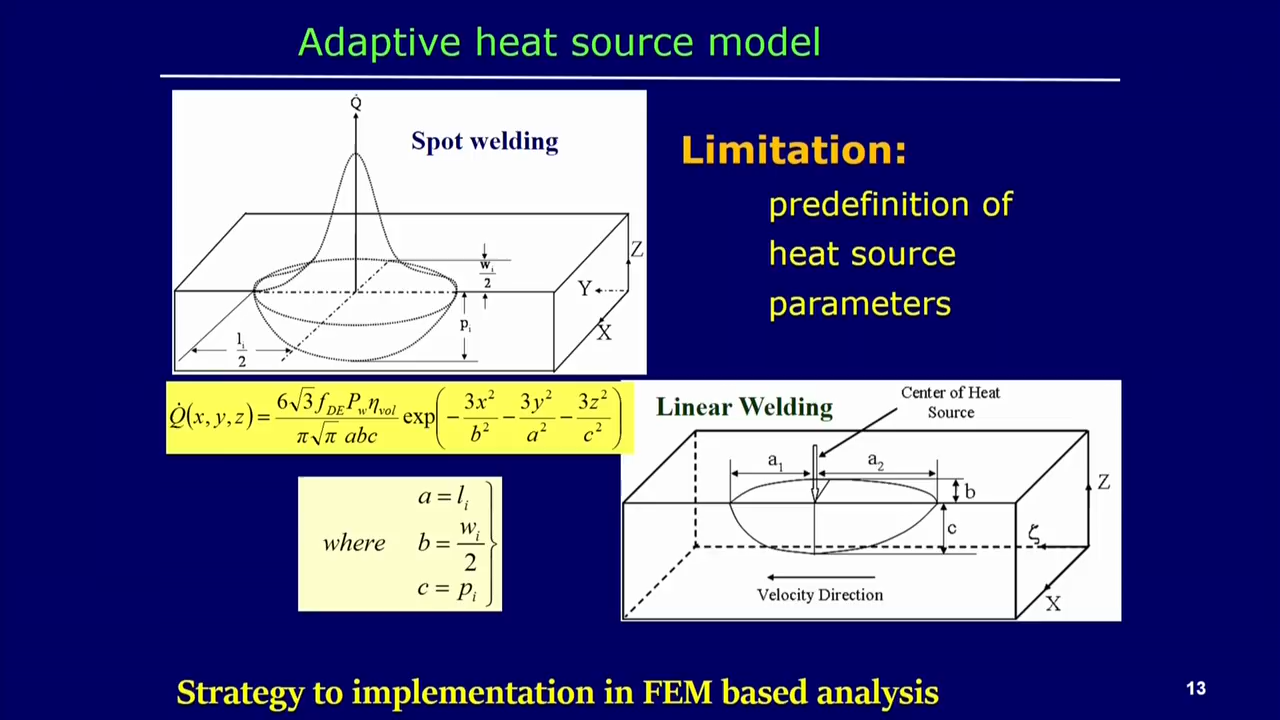 Adaptive heat source model
Q̇
Spot welding
w_i/2
Z
Y
X
p_i
l_i/2
Limitation:
predefinition of
heat source
parameters
Q̇(x, y, z) = 6√3 f_DE P_w η_vol / π√π abc exp(− 3x²/b² − 3y²/a² − 3z²/c²)
where
a = l_i
b = w_i/2
c = p_i
Linear Welding
Center of Heat
Source
a₁
a₂
b
c
Z
ζ
X
Velocity Direction
Strategy to implementation in FEM based analysis
13